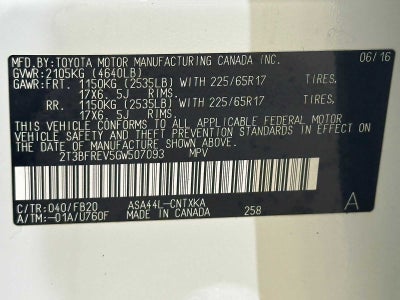 MFD.BY:TOYOTA MOTOR MANUFACTURING CANADA INC.
GVWR:2105KG (4640LB) 06/16
GAWR:FRT. 1150KG (2535LB) WITH 225/65R17 TIRES,
17X6.5J RIMS.
RR. 1150KG (2535LB) WITH 225/65R17 TIRES,
17X6.5J RIMS.
THIS VEHICLE CONFORMS TO ALL APPLICABLE FEDERAL MOTOR
VEHICLE SAFETY AND THEFT PREVENTION STANDARDS IN
EFFECT ON THE DATE OF MANUFACTURE SHOWN ABOVE.
2T3BFREV5GW507093 MPV
C/TR:040/FB20 ASA44L-CNTXKA
A/TM:-01A/U760F MADE IN CANADA 258 A